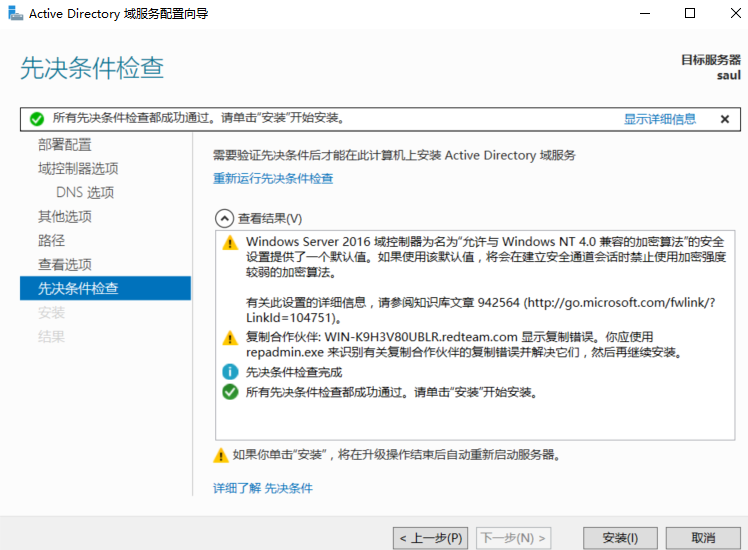 Active Directory 域服务配置向导
先决条件检查
目标服务器
saul
所有先决条件检查都成功通过。请单击“安装”开始安装。
显示详细信息
部署配置
域控制器选项
DNS 选项
其他选项
路径
查看选项
先决条件检查
安装
结果
需要验证先决条件后才能在此计算机上安装 Active Directory 域服务
重新运行先决条件检查
查看结果(V)
Windows Server 2016 域控制器为名为“允许与 Windows NT 4.0 兼容的加密算法”的安全
设置提供了一个默认值。如果使用该默认值，将会在建立安全通道会话时禁止使用加密强度
较弱的加密算法。
有关此设置的详细信息，请参阅知识库文章 942564 (http://go.microsoft.com/fwlink/?
LinkId=104751)。
复制合作伙伴: WIN-K9H3V80UBLR.redteam.com 显示复制错误。你应使用
repadmin.exe 来识别有关复制合作伙伴的复制错误并解决它们，然后再继续安装。
先决条件检查完成
所有先决条件检查都成功通过。请单击“安装”开始安装。
如果你单击“安装”，将在升级操作结束后自动重新启动服务器。
详细了解 先决条件
< 上一步(P)
下一步(N) >
安装(I)
取消